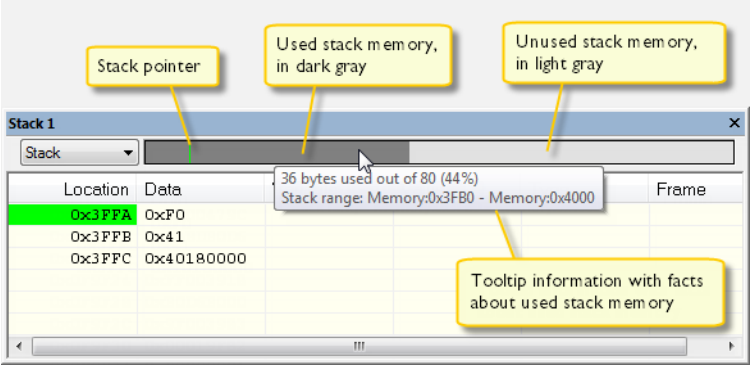 Used stack memory,
in dark gray
Unused stack memory,
in light gray
Stack pointer
Stack 1
Stack
36 bytes used out of 80 (44%)
Stack range: Memory:0x3FB0 - Memory:0x4000
Location Data Frame
0x3FFA 0xF0
0x3FFB 0x41
0x3FFC 0x40180000
Tooltip information with facts
about used stack memory